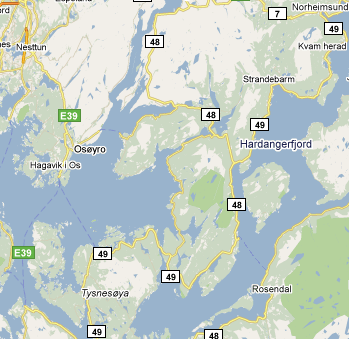 Norheimsund
7
49
48
Nesttun
Kvam herad
Strandebarm
E39
48
49
Osøyro
Hardangerfjord
Hagavik i Os
48
E39
49
49
Rosendal
Tysnesøya
49
48